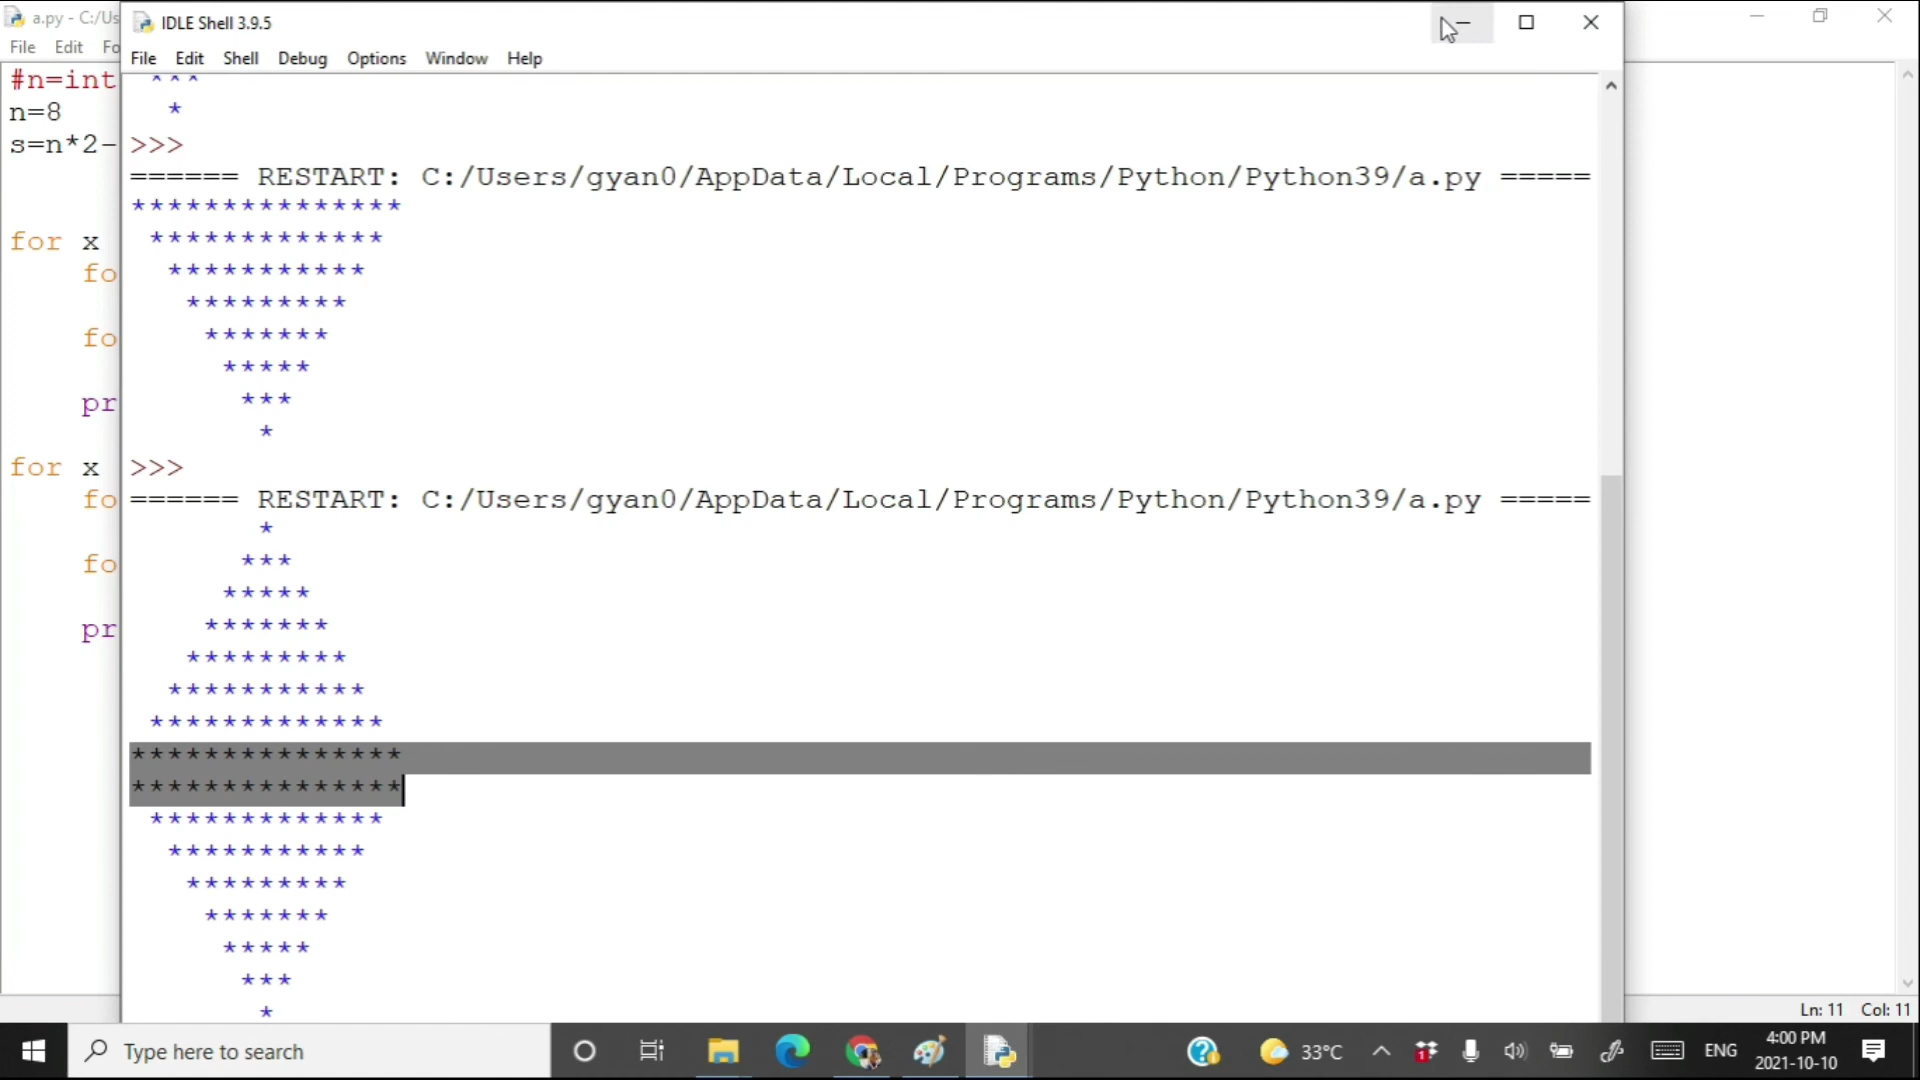 a.py - C:/Us
File Edit Fo
#n=int
n=8
s=n*2-
for x
fo
fo
pr
for x
fo
fo
pr
IDLE Shell 3.9.5
File Edit Shell Debug Options Window Help
***
*
>>>
====== RESTART: C:/Users/gyan0/AppData/Local/Programs/Python/Python39/a.py =====
***************
 *************
  ***********
   *********
    *******
     *****
      ***
       *
>>>
====== RESTART: C:/Users/gyan0/AppData/Local/Programs/Python/Python39/a.py =====
       *
      ***
     *****
    *******
   *********
  ***********
 *************
***************
***************
 *************
  ***********
   *********
    *******
     *****
      ***
       *
Ln: 11 Col: 11
Type here to search
1
33°C
ENG
4:00 PM
2021-10-10